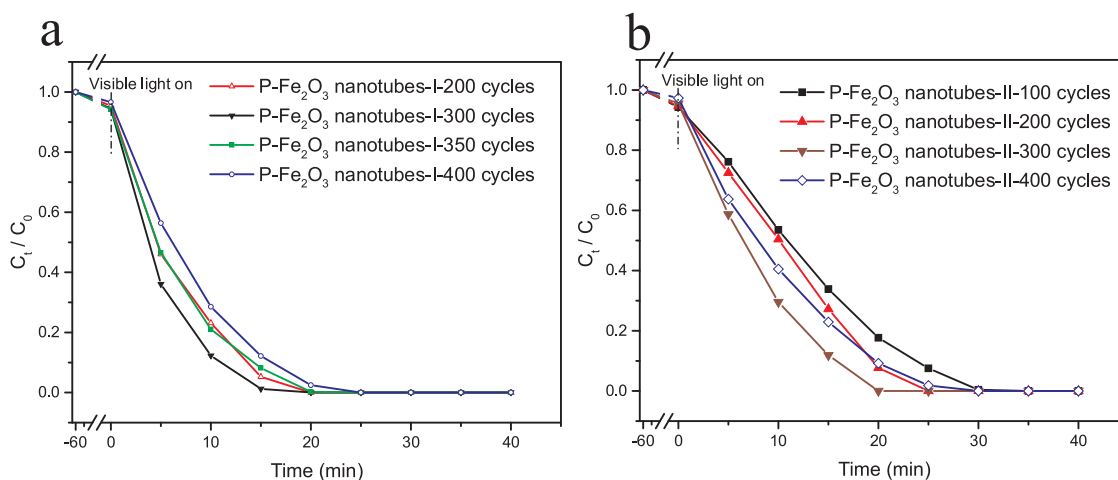 a
Visible light on
P-Fe₂O₃ nanotubes-I-200 cycles
P-Fe₂O₃ nanotubes-I-300 cycles
P-Fe₂O₃ nanotubes-I-350 cycles
P-Fe₂O₃ nanotubes-I-400 cycles
1.0
0.8
0.6
0.4
0.2
0.0
Cₜ / C₀
-60 0 10 20 30 40
Time (min)
b
Visible light on
P-Fe₂O₃ nanotubes-II-100 cycles
P-Fe₂O₃ nanotubes-II-200 cycles
P-Fe₂O₃ nanotubes-II-300 cycles
P-Fe₂O₃ nanotubes-II-400 cycles
1.0
0.8
0.6
0.4
0.2
0.0
Cₜ / C₀
-60 0 10 20 30 40
Time (min)